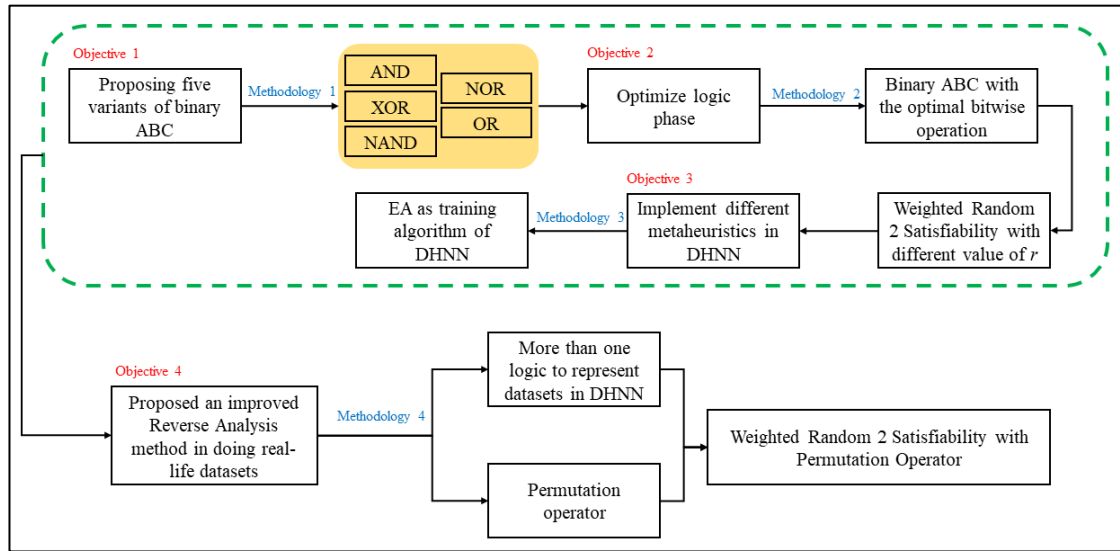 Objective 1
Proposing five
variants of binary
ABC
Methodology 1
AND
XOR
NAND
NOR
OR
Objective 2
Optimize logic
phase
Methodology 2
Binary ABC with
the optimal bitwise
operation
Weighted Random
2 Satisfiability with
different value of r
Objective 3
Implement different
metaheuristics in
DHNN
Methodology 3
EA as training
algorithm of
DHNN
Objective 4
Proposed an improved
Reverse Analysis
method in doing real-
life datasets
Methodology 4
More than one
logic to represent
datasets in DHNN
Permutation
operator
Weighted Random 2 Satisfiability with
Permutation Operator